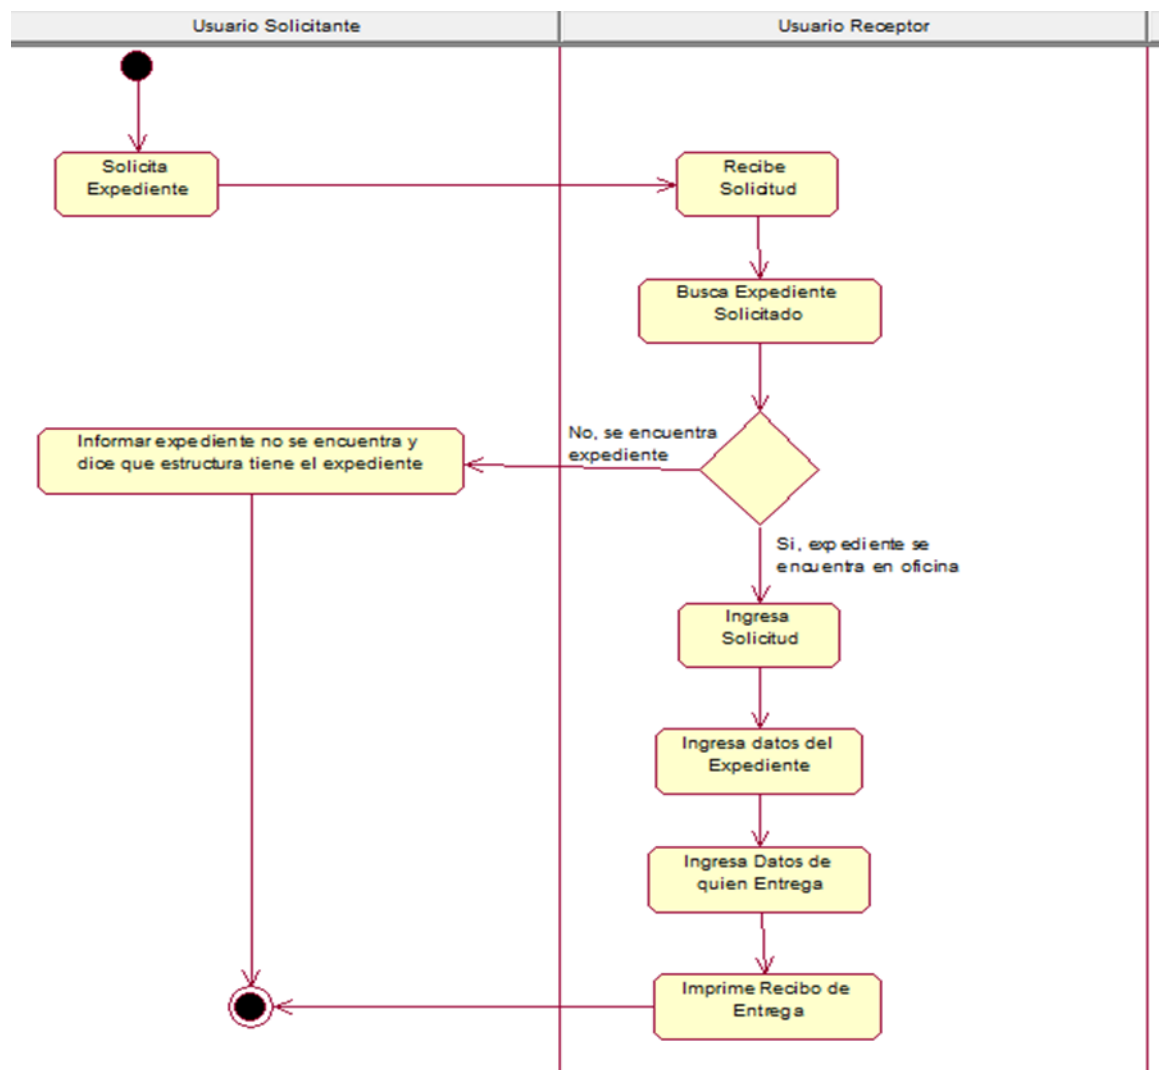 Usuario Solicitante
Usuario Receptor
Solicita
Expediente
Recibe
Solicitud
Busca Expediente
Solicitado
No, se encuentra
expediente
Informar expediente no se encuentra y
dice que estructura tiene el expediente
Si, expediente se
encuentra en oficina
Ingresa
Solicitud
Ingresa datos del
Expediente
Ingresa Datos de
quien Entrega
Imprime Recibo de
Entrega